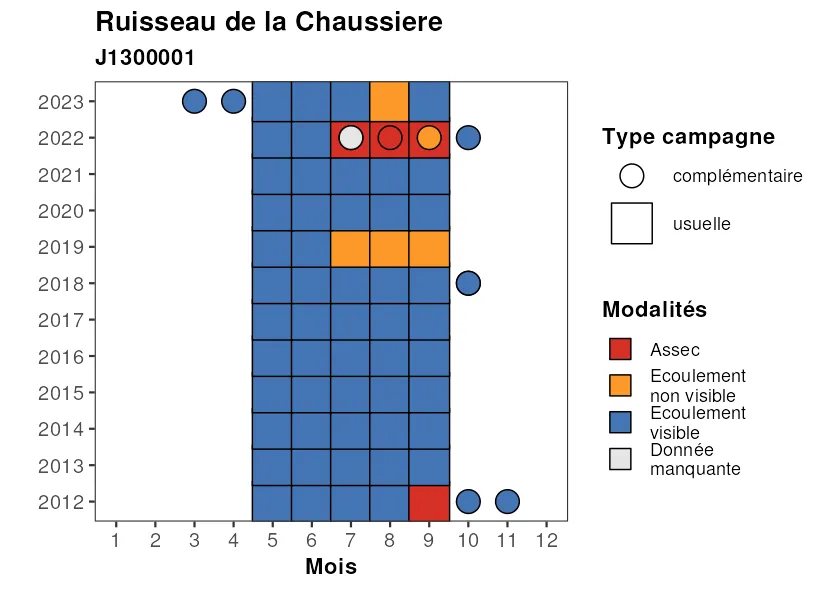 Ruisseau de la Chaussiere
J1300001
2023
2022
2021
2020
2019
2018
2017
2016
2015
2014
2013
2012
1 2 3 4 5 6 7 8 9 10 11 12
Mois
Type campagne
complémentaire
usuelle
Modalités
Assec
Ecoulement
non visible
Ecoulement
visible
Donnée
manquante